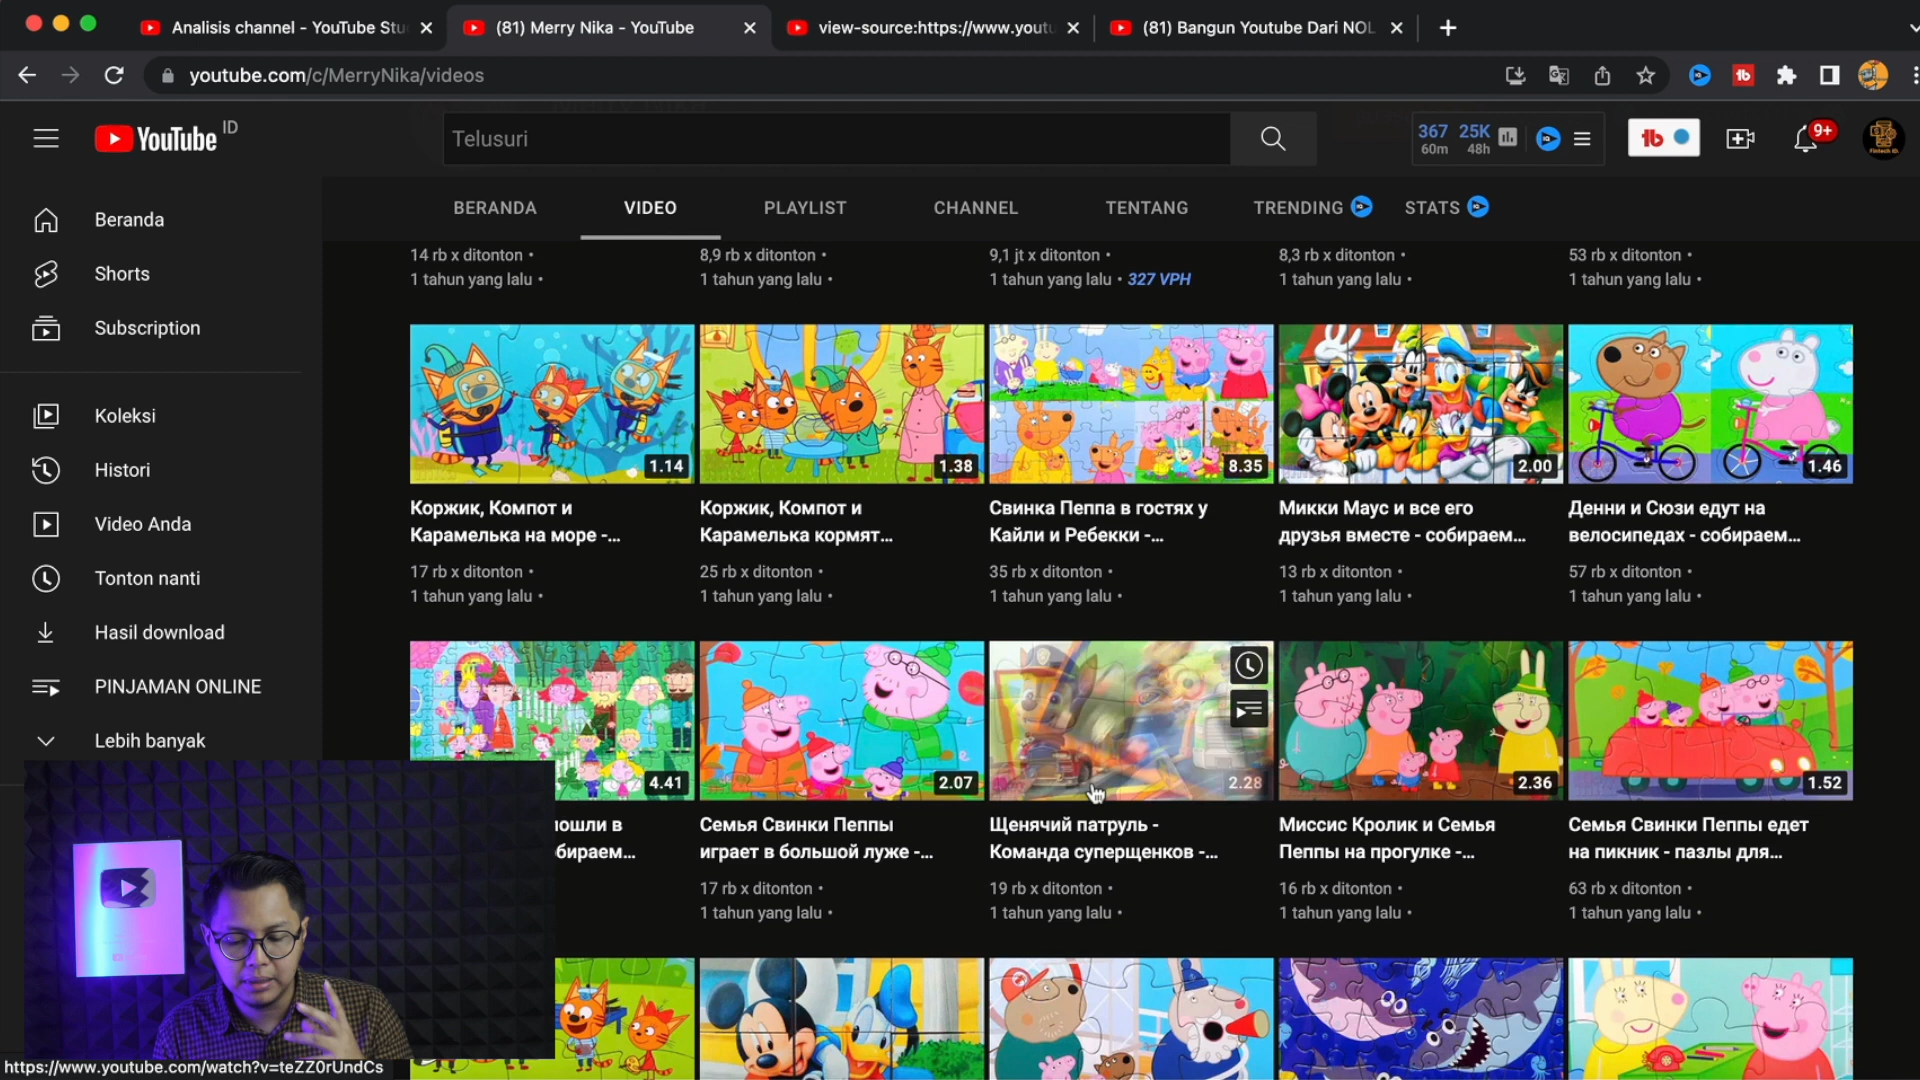 Analisis channel - YouTube Stu
(81) Merry Nika - YouTube
view-source:https://www.yout
(81) Bangun Youtube Dari NOL
youtube.com/c/MerryNika/videos
YouTube ID
Telusuri
367 25K
60m 48h
9+
BERANDA VIDEO PLAYLIST CHANNEL TENTANG TRENDING STATS
Beranda
Shorts
Subscription
Koleksi
Histori
Video Anda
Tonton nanti
Hasil download
PINJAMAN ONLINE
Lebih banyak
14 rb x ditonton •
1 tahun yang lalu •
8,9 rb x ditonton •
1 tahun yang lalu •
9,1 jt x ditonton •
1 tahun yang lalu • 327 VPH
8,3 rb x ditonton •
1 tahun yang lalu •
53 rb x ditonton •
1 tahun yang lalu •
1.14
Коржик, Компот и
Карамелька на море -...
17 rb x ditonton •
1 tahun yang lalu •
1.38
Коржик, Компот и
Карамелька кормят...
25 rb x ditonton •
1 tahun yang lalu •
8.35
Свинка Пеппа в гостях у
Кайли и Ребекки -...
35 rb x ditonton •
1 tahun yang lalu •
2.00
Микки Маус и все его
друзья вместе - собираем...
13 rb x ditonton •
1 tahun yang lalu •
1.46
Денни и Сюзи едут на
велосипедах - собираем...
57 rb x ditonton •
1 tahun yang lalu •
4.41
ошли в
бираем...
2.07
Семья Свинки Пеппы
играет в большой луже -...
17 rb x ditonton •
1 tahun yang lalu •
2.28
Щенячий патруль -
Команда суперщенков -...
19 rb x ditonton •
1 tahun yang lalu •
2.36
Миссис Кролик и Семья
Пеппы на прогулке -...
16 rb x ditonton •
1 tahun yang lalu •
1.52
Семья Свинки Пеппы едет
на пикник - пазлы для...
63 rb x ditonton •
1 tahun yang lalu •
https://www.youtube.com/watch?v=teZZ0rUndCs